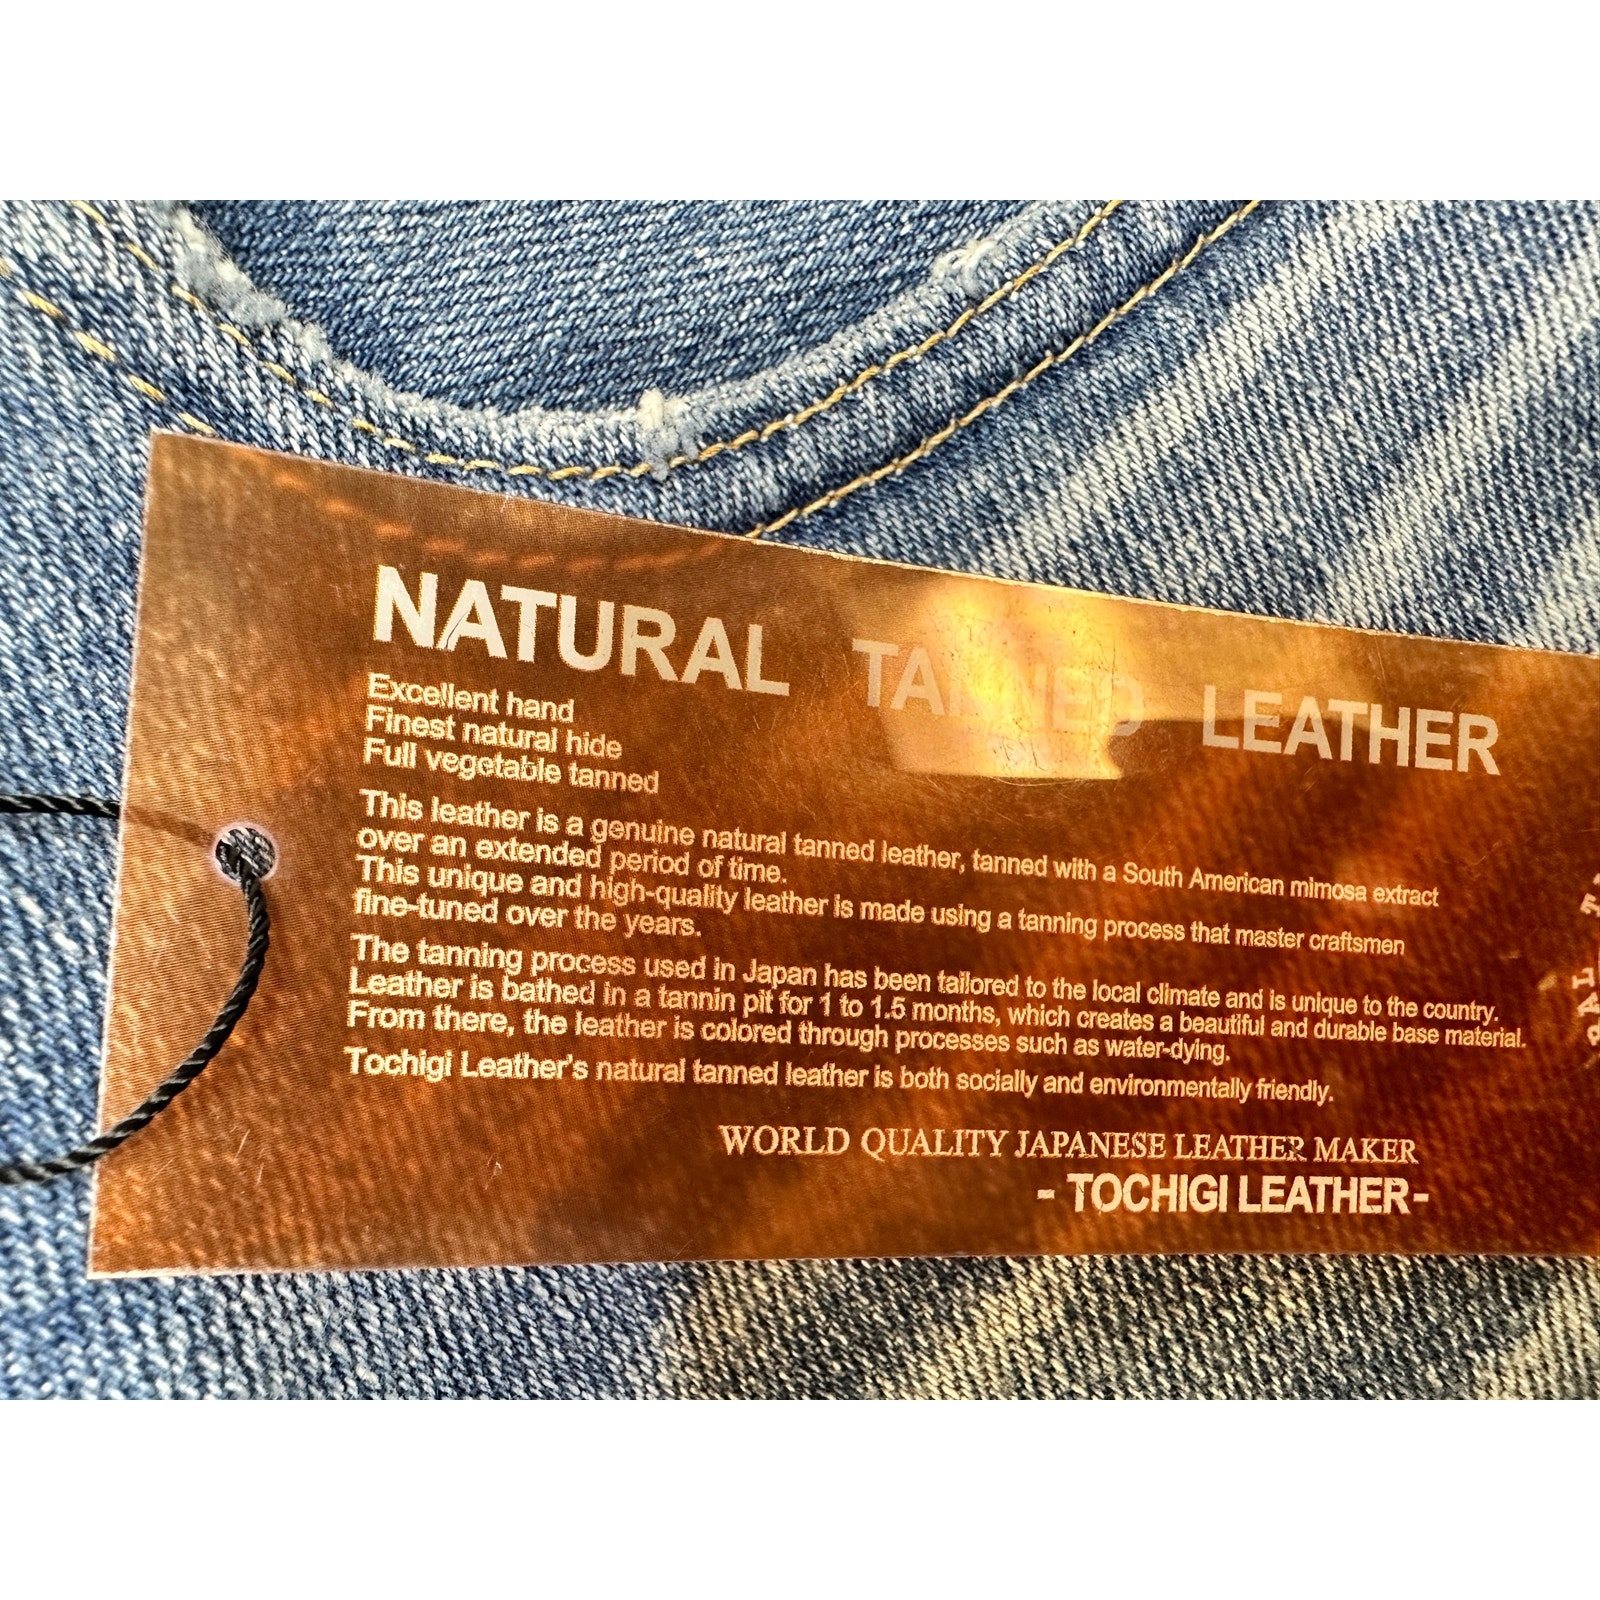 NATURAL TANNED LEATHER
Excellent hand
Finest natural hide
Full vegetable tanned
This leather is a genuine natural tanned leather, tanned with a South American mimosa extract
over an extended period of time.
This unique and high-quality leather is made using a tanning process that master craftsmen
fine-tuned over the years.
The tanning process used in Japan has been tailored to the local climate and is unique to the country.
Leather is bathed in a tannin pit for 1 to 1.5 months, which creates a beautiful and durable base material.
From there, the leather is colored through processes such as water-dying.
Tochigi Leather's natural tanned leather is both socially and environmentally friendly.
WORLD QUALITY JAPANESE LEATHER MAKER
- TOCHIGI LEATHER-